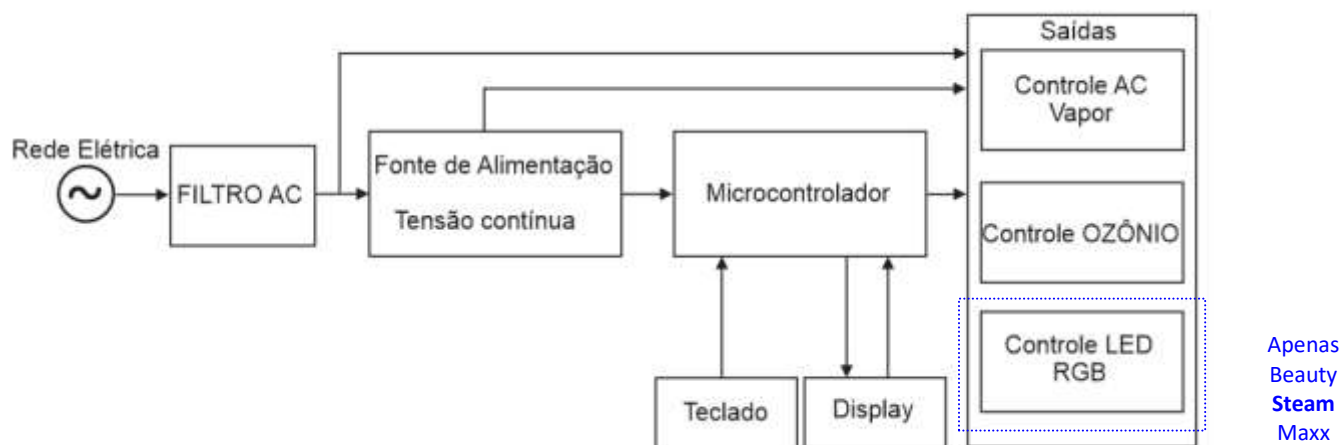 Saídas
Controle AC
Vapor
Rede Elétrica
FILTRO AC
Fonte de Alimentação
Tensão contínua
Microcontrolador
Controle OZÔNIO
Controle LED
RGB
Teclado
Display
Apenas
Beauty
Steam
Maxx